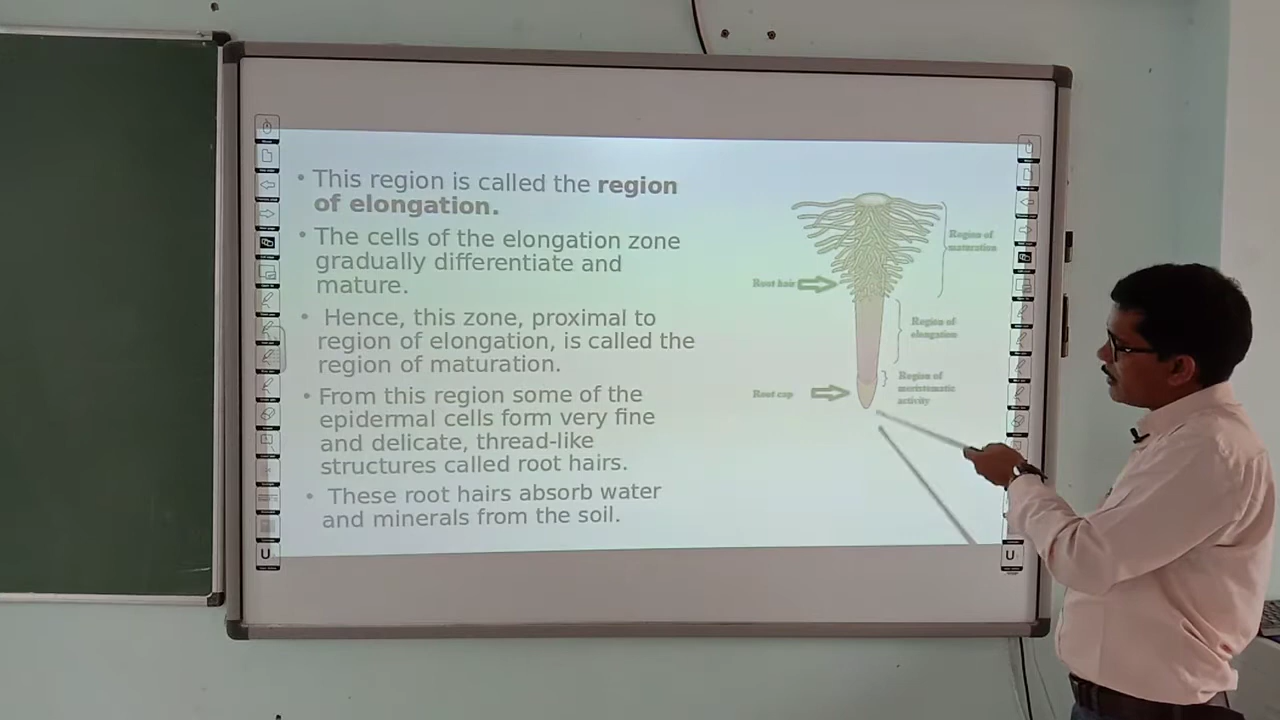 • This region is called the region
of elongation.
• The cells of the elongation zone
gradually differentiate and
mature.
• Hence, this zone, proximal to
region of elongation, is called the
region of maturation.
• From this region some of the
epidermal cells form very fine
and delicate, thread-like
structures called root hairs.
• These root hairs absorb water
and minerals from the soil.
Region of
maturation
Root hair
Region of
elongation
Region of
meristematic
activity
Root cap